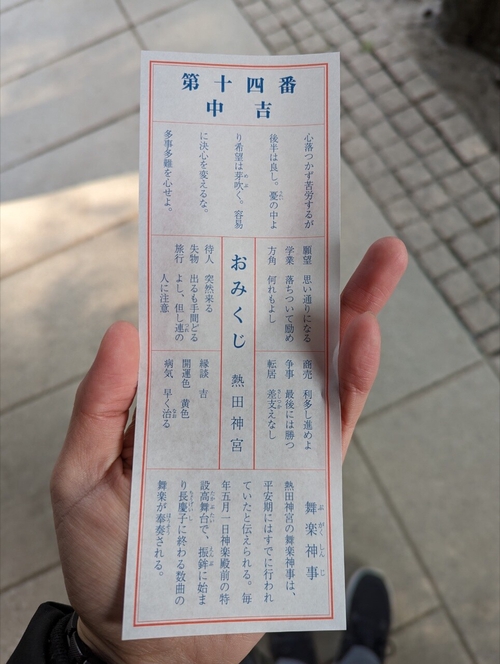 第十四番
中吉
心落つかず苦労するが
後半は良し。憂の中よ
り希望は芽吹く。容易
に決心を変えるな。
多事多難を心せよ。
願望 思い通りになる
学業 落ちついて励め
方角 何れもよし
商売 利多し進めよ
争事 最後には勝つ
転居 差支えなし
おみくじ 熱田神宮
待人 突然来る
失物 出るも手間どる
旅行 よし、但し連の
人に注意
縁談 吉
開運色 黄色
病気 早く治る
舞楽神事
熱田神宮の舞楽神事は、
平安期にはすでに行われ
ていたと伝えられる。毎
年五月一日神楽殿前の特
設高舞台で、振鉾に始ま
り長慶子に終わる数曲の
舞楽が奉奏される。